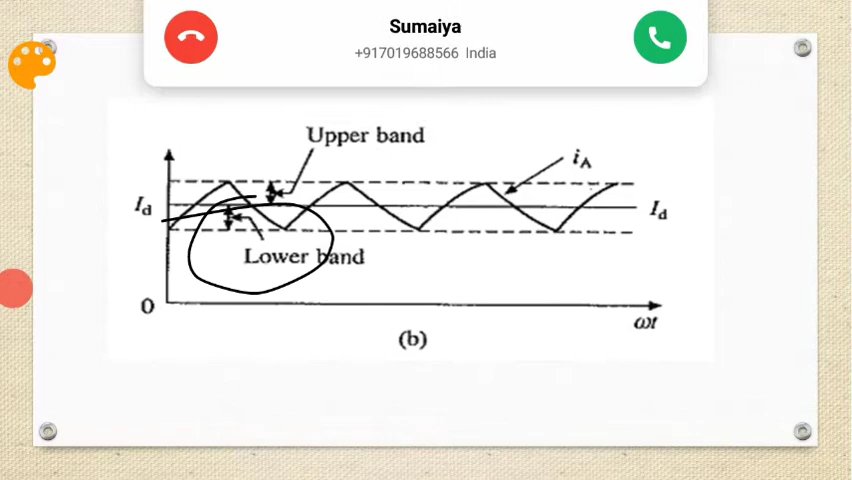 Sumaiya
+917019688566 India
Upper band
iA
Id
Id
Lower band
0
ωt
(b)